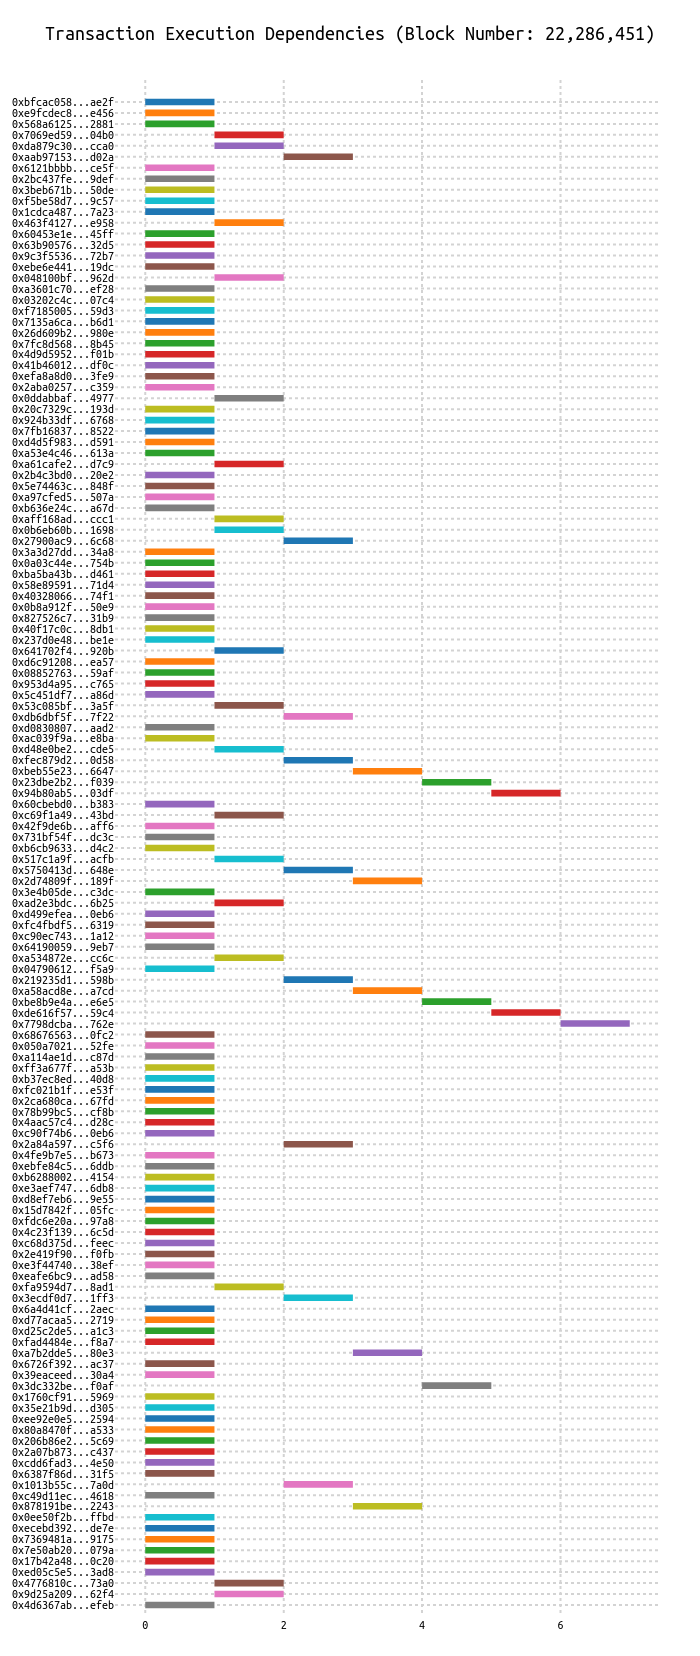 Transaction Execution Dependencies (Block Number: 22,286,451)
0xbfcac058...ae2f
0xe9fcdec8...e456
0x568a6125...2881
0x7069ed59...04b0
0xda879c30...cca0
0xaab97153...d02a
0x6121bbbb...ce5f
0x2bc437fe...9def
0x3beb671b...50de
0xf5be58d7...9c57
0x1cdca487...7a23
0x463f4127...e958
0x60453e1e...45ff
0x63b90576...32d5
0x9c3f5536...72b7
0xebe6e441...19dc
0x048100bf...962d
0xa3601c70...ef28
0x03202c4c...07c4
0xf7185005...59d3
0x7135a6ca...b6d1
0x26d609b2...980e
0x7fc8d568...8b45
0x4d9d5952...f01b
0x41b46012...df0c
0xefa8a8d0...3fe9
0x2aba0257...c359
0x0ddabbaf...4977
0x20c7329c...193d
0x924b33df...6768
0x7fb16837...8522
0xd4d5f983...d591
0xa53e4c46...613a
0xa61cafe2...d7c9
0x2b4c3bd0...20e2
0x5e74463c...848f
0xa97cfed5...507a
0xb636e24c...a67d
0xaff168ad...ccc1
0x0b6eb60b...1698
0x27900ac9...6c68
0x3a3d27dd...34a8
0x0a03c44e...754b
0xba5ba43b...d461
0x58e89591...71d4
0x40328066...74f1
0x0b8a912f...50e9
0x827526c7...31b9
0x40f17c0c...8db1
0x237d0e48...be1e
0x641702f4...920b
0xd6c91208...ea57
0x08852763...59af
0x953d4a95...c765
0x5c451df7...a86d
0x53c085bf...3a5f
0xdb6dbf5f...7f22
0xd0830807...aad2
0xac039f9a...e8ba
0xd48e0be2...cde5
0xfec879d2...0d58
0xbeb55e23...6647
0x23dbe2b2...f039
0x94b80ab5...03df
0x60cbebd0...b383
0xc69f1a49...43bd
0x42f9de6b...aff6
0x731bf54f...dc3c
0xb6cb9633...d4c2
0x517c1a9f...acfb
0x5750413d...648e
0x2d74809f...189f
0x3e4b05de...c3dc
0xad2e3bdc...6b25
0xd499efea...0eb6
0xfc4fbdf5...6319
0xc90ec743...1a12
0x64190059...9eb7
0xa534872e...cc6c
0x04790612...f5a9
0x219235d1...598b
0xa58acd8e...a7cd
0xbe8b9e4a...e6e5
0xde616f57...59c4
0x7798dcba...762e
0x68676563...0fc2
0x050a7021...52fe
0xa114ae1d...c87d
0xff3a677f...a53b
0xb37ec8ed...40d8
0xfc021b1f...e53f
0x2ca680ca...67fd
0x78b99bc5...cf8b
0x4aac57c4...d28c
0xc90f74b6...0eb6
0x2a84a597...c5f6
0x4fe9b7e5...b673
0xebfe84c5...6ddb
0xb6288002...4154
0xe3aef747...6db8
0xd8ef7eb6...9e55
0x15d7842f...05fc
0xfdc6e20a...97a8
0x4c23f139...6c5d
0xc68d375d...feec
0x2e419f90...f0fb
0xe3f44740...38ef
0xeafe6bc9...ad58
0xfa9594d7...8ad1
0x3ecdf0d7...1ff3
0x6a4d41cf...2aec
0xd77acaa5...2719
0xd25c2de5...a1c3
0xfad4484e...f8a7
0xa7b2dde5...80e3
0x6726f392...ac37
0x39eaceed...30a4
0x3dc332be...f0af
0x1760cf91...5969
0x35e21b9d...d305
0xee92e0e5...2594
0x80a8470f...a533
0x206b86e2...5c69
0x2a07b873...c437
0xcdd6fad3...4e50
0x6387f86d...31f5
0x1013b55c...7a0d
0xc49d11ec...4618
0x878191be...2243
0x0ee50f2b...ffbd
0xecebd392...de7e
0x7369481a...9175
0x7e50ab20...079a
0x17b42a48...0c20
0xed05c5e5...3ad8
0x4776810c...73a0
0x9d25a209...62f4
0x4d6367ab...efeb
0 2 4 6